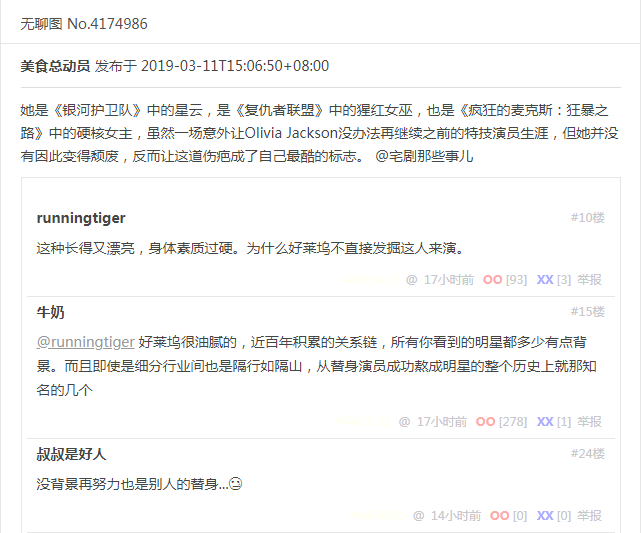 无聊图 No.4174986
美食总动员 发布于 2019-03-11T15:06:50+08:00
她是《银河护卫队》中的星云，是《复仇者联盟》中的猩红女巫，也是《疯狂的麦克斯：狂暴之
路》中的硬核女主，虽然一场意外让Olivia Jackson没办法再继续之前的特技演员生涯，但她并没
有因此变得颓废，反而让这道伤疤成了自己最酷的标志。 @宅剧那些事儿
runningtiger #10楼
这种长得又漂亮，身体素质过硬。为什么好莱坞不直接发掘这人来演。
@ 17小时前 OO [93] XX [3] 举报
牛奶 #15楼
@runningtiger 好莱坞很油腻的，近百年积累的关系链，所有你看到的明星都多少有点背
景。而且即使是细分行业间也是隔行如隔山，从替身演员成功熬成明星的整个历史上就那知
名的几个
@ 17小时前 OO [278] XX [1] 举报
叔叔是好人 #24楼
没背景再努力也是别人的替身...
@ 14小时前 OO [0] XX [0] 举报